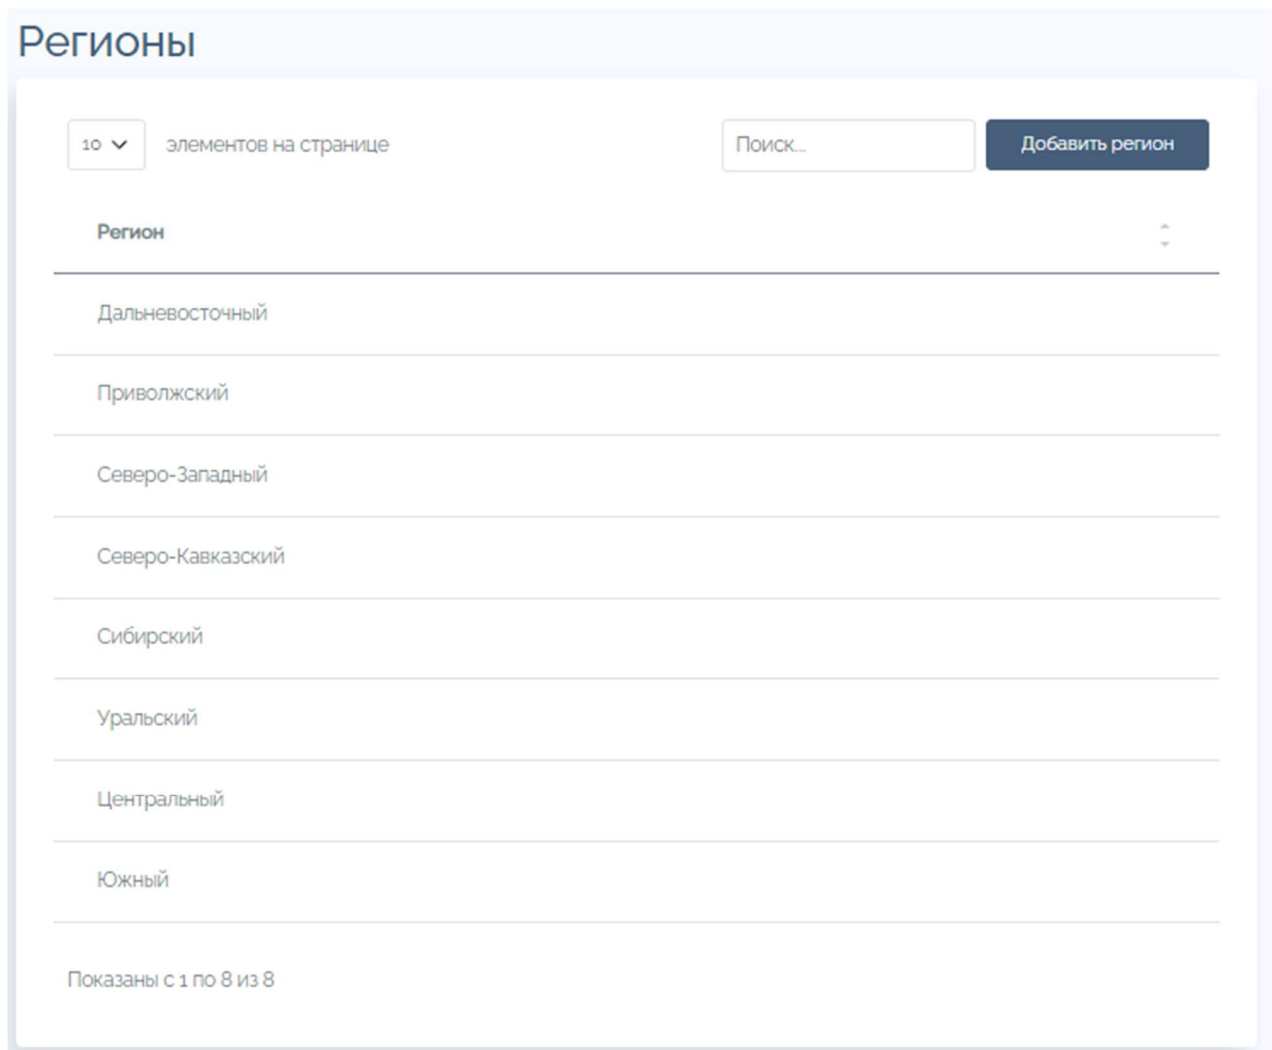 Регионы
10 элементов на странице Поиск... Добавить регион
Регион
Дальневосточный
Приволжский
Северо-Западный
Северо-Кавказский
Сибирский
Уральский
Центральный
Южный
Показаны с 1 по 8 из 8